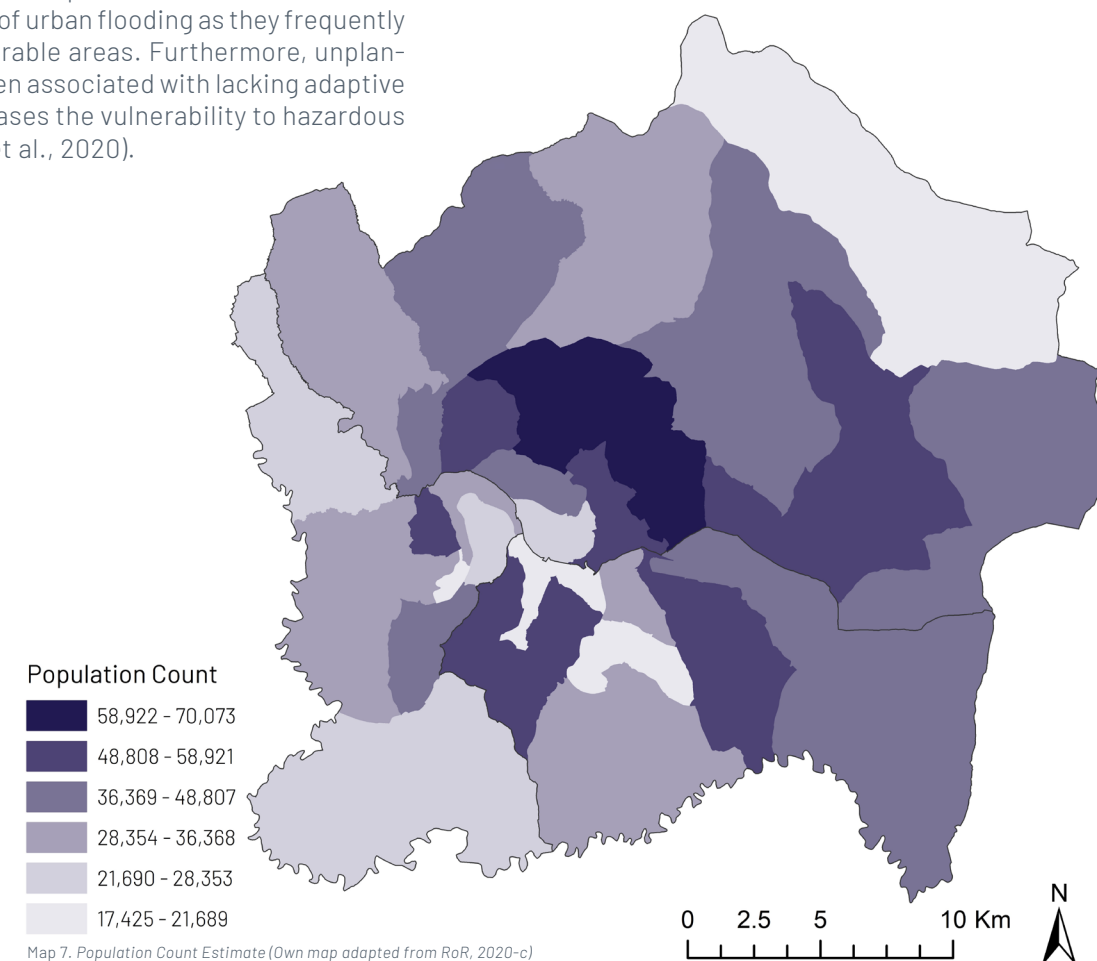 of urban flooding as they frequently
rable areas. Furthermore, unplan-
en associated with lacking adaptive
ases the vulnerability to hazardous
et al., 2020).
Population Count
58,922 - 70,073
48,808 - 58,921
36,369 - 48,807
28,354 - 36,368
21,690 - 28,353
17,425 - 21,689
Map 7. Population Count Estimate (Own map adapted from RoR, 2020-c)
0 2.5 5 10 Km
N